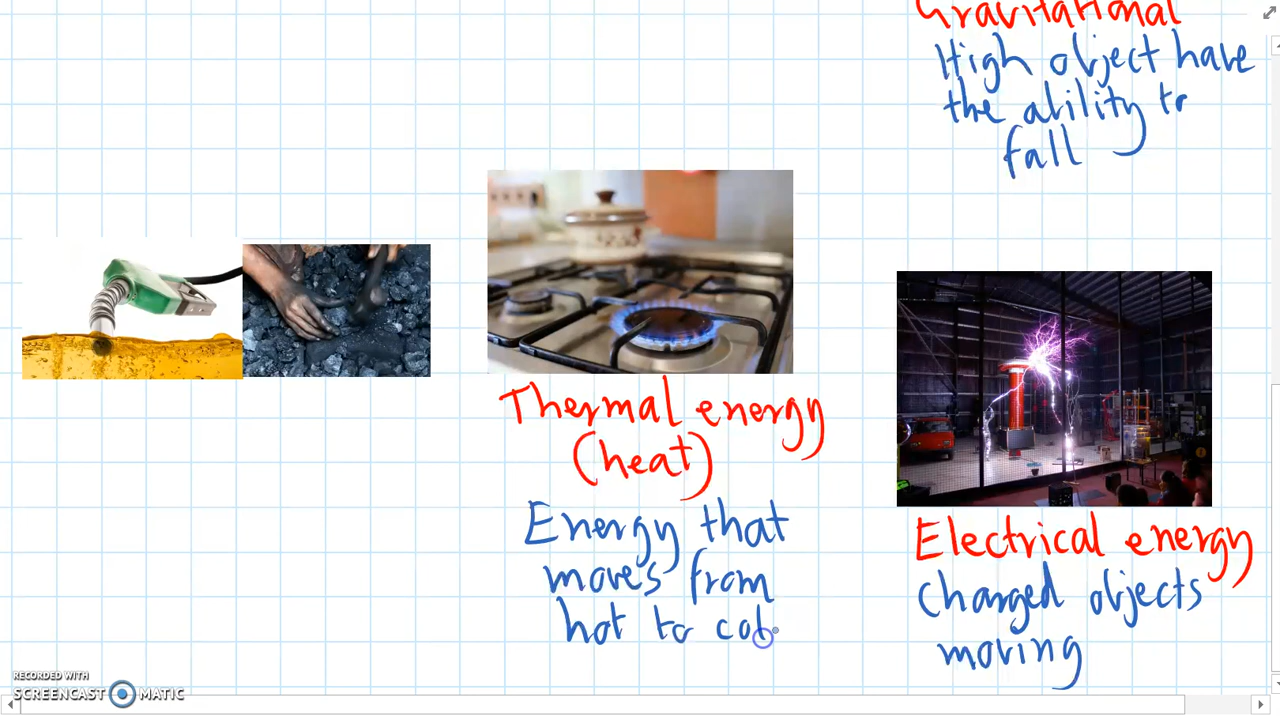 Gravitational
High object have
the ability to
fall
Thermal energy
(heat)
Energy that
moves from
hot to col
Electrical energy
charged objects
moving
RECORDED WITH
SCREENCAST MATIC